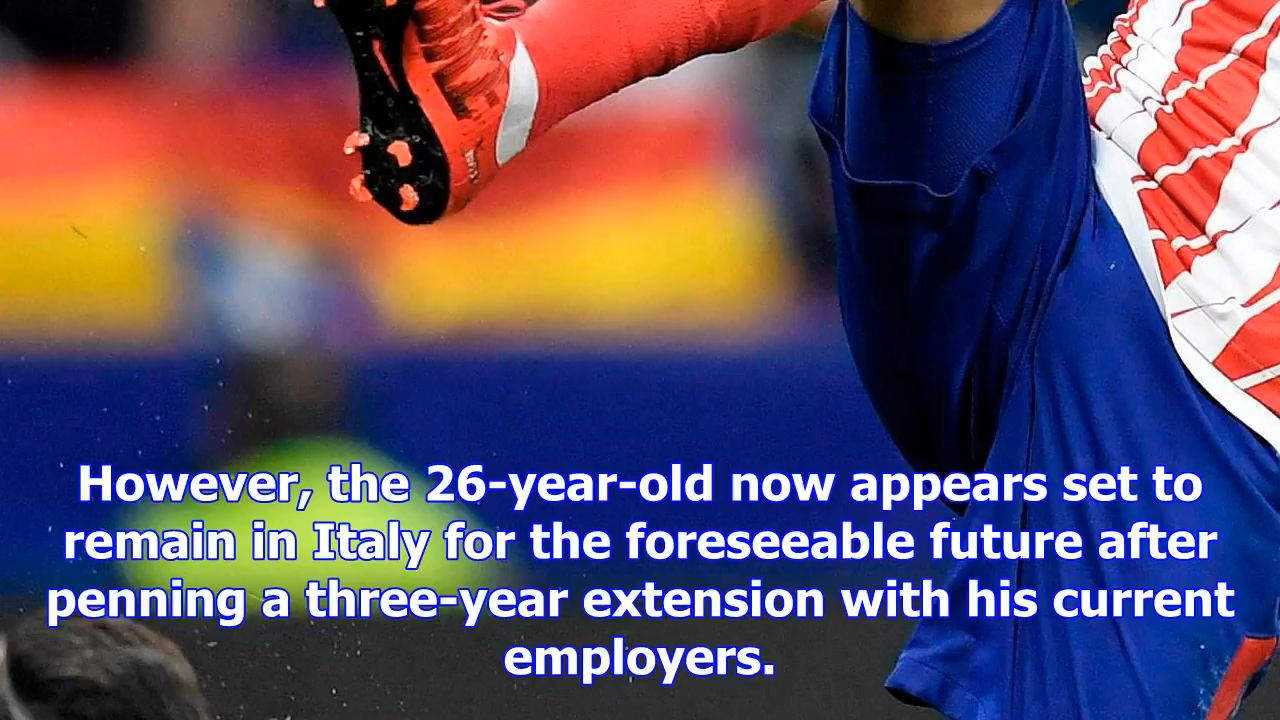 However, the 26-year-old now appears set to
remain in Italy for the foreseeable future after
penning a three-year extension with his current
employers.